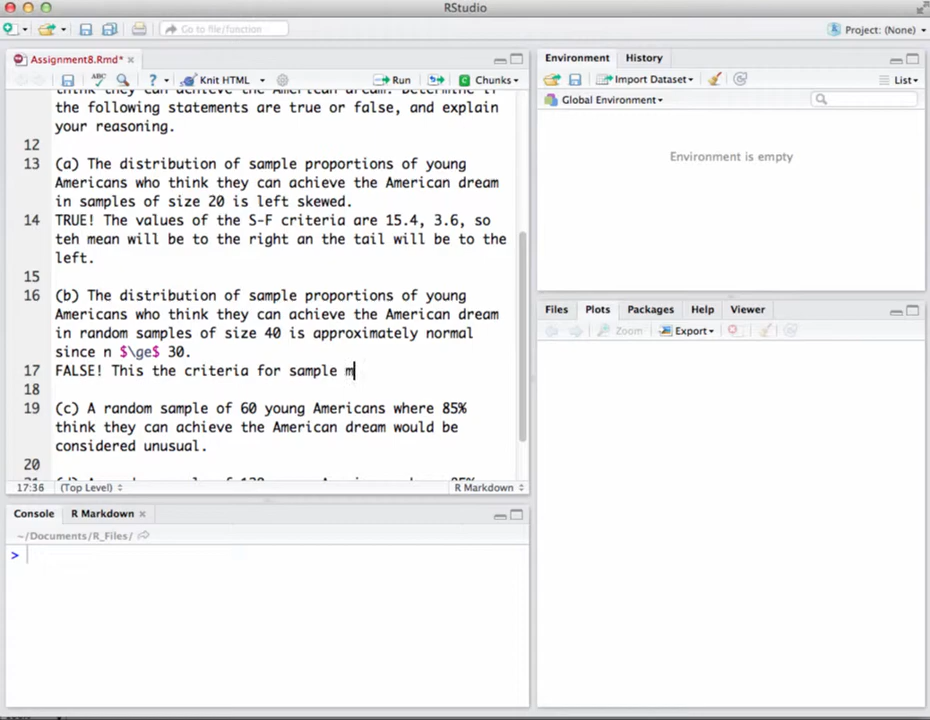 RStudio
Go to file/function
Project: (None)
Assignment8.Rmd*
ABC
Knit HTML
Run
Chunks
the following statements are true or false, and explain
your reasoning.
12
13 (a) The distribution of sample proportions of young
Americans who think they can achieve the American dream
in samples of size 20 is left skewed.
14 TRUE! The values of the S-F criteria are 15.4, 3.6, so
teh mean will be to the right an the tail will be to the
left.
15
16 (b) The distribution of sample proportions of young
Americans who think they can achieve the American dream
in random samples of size 40 is approximately normal
since n $\ge$ 30.
17 FALSE! This the criteria for sample m
18
19 (c) A random sample of 60 young Americans where 85%
think they can achieve the American dream would be
considered unusual.
20
17:36 (Top Level) R Markdown
Console R Markdown
~/Documents/R_Files/
>
Environment History
Import Dataset
List
Global Environment
Environment is empty
Files Plots Packages Help Viewer
Zoom Export